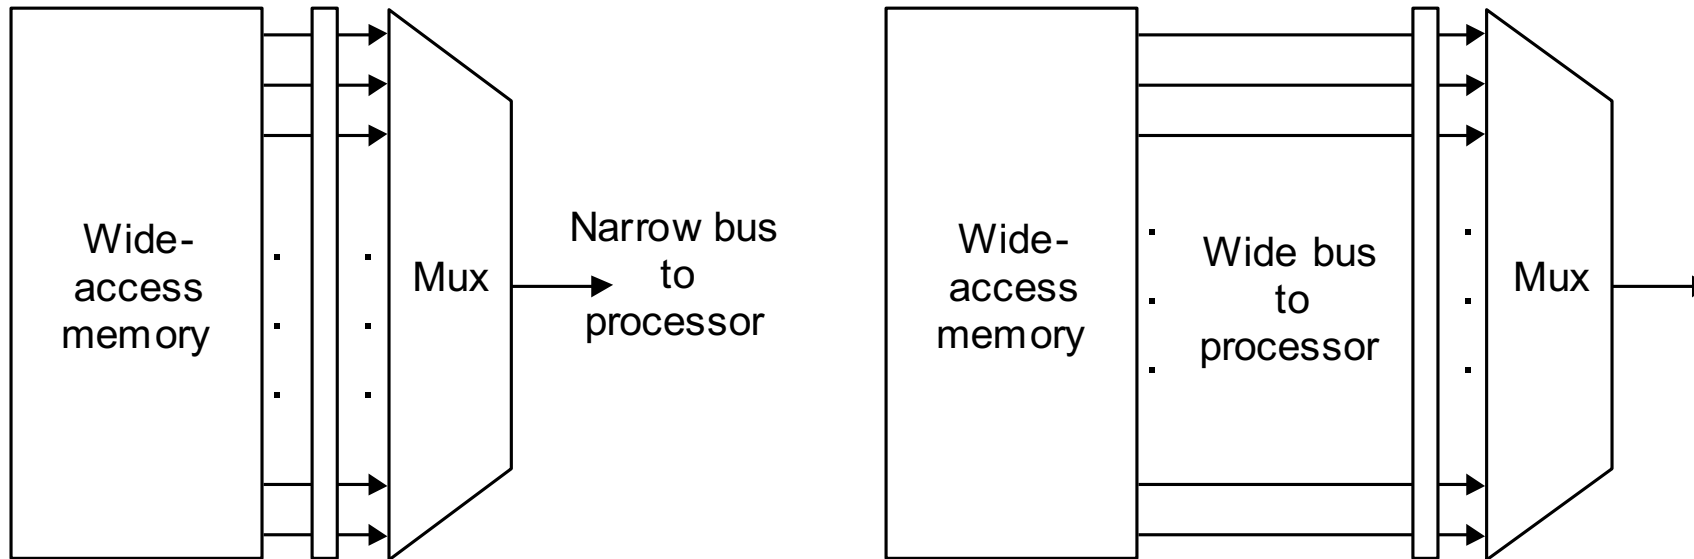 Wide-
access
memory
Mux
Narrow bus
to
processor
Wide-
access
memory
Wide bus
to
processor
Mux